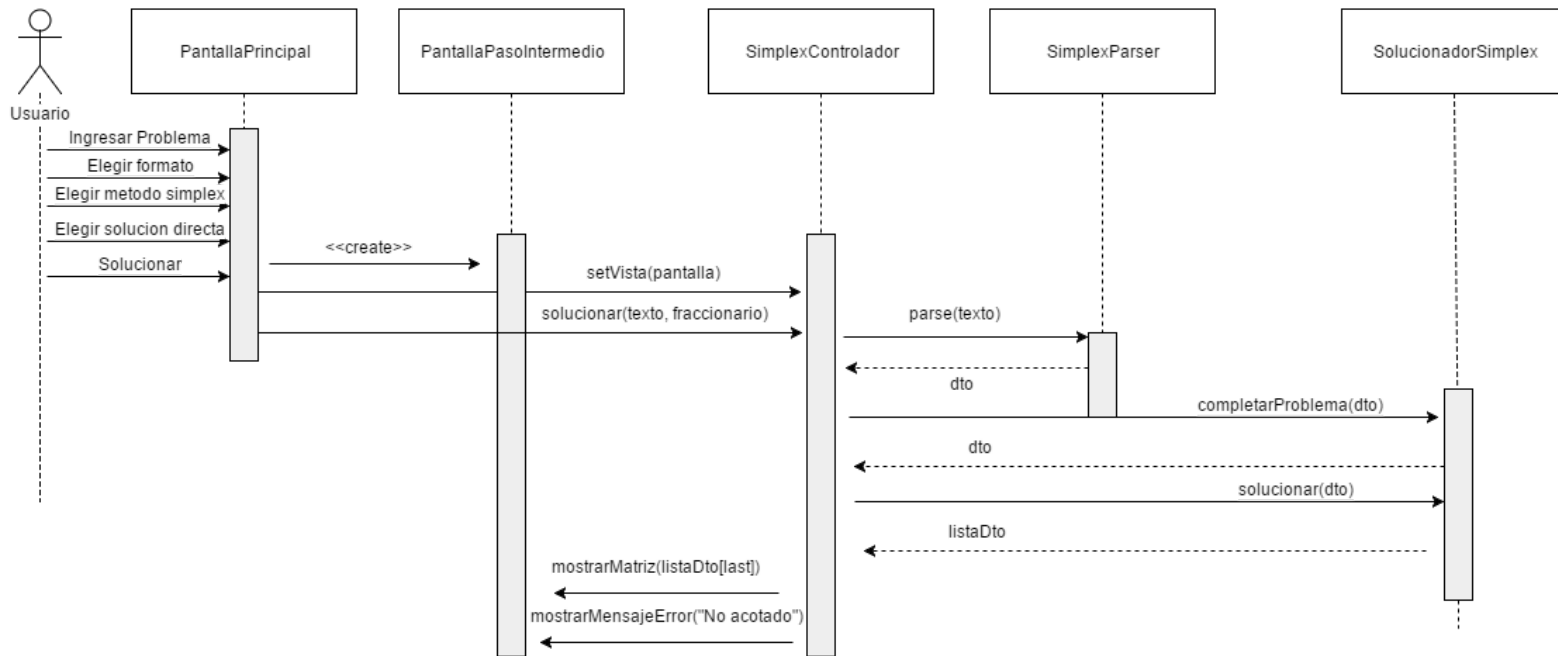 PantallaPrincipal
PantallaPasoIntermedio
SimplexControlador
SimplexParser
SolucionadorSimplex
Usuario
Ingresar Problema
Elegir formato
Elegir metodo simplex
Elegir solucion directa
<<create>>
Solucionar
setVista(pantalla)
solucionar(texto, fraccionario)
parse(texto)
dto
completarProblema(dto)
dto
solucionar(dto)
listaDto
mostrarMatriz(listaDto[last])
mostrarMensajeError("No acotado")